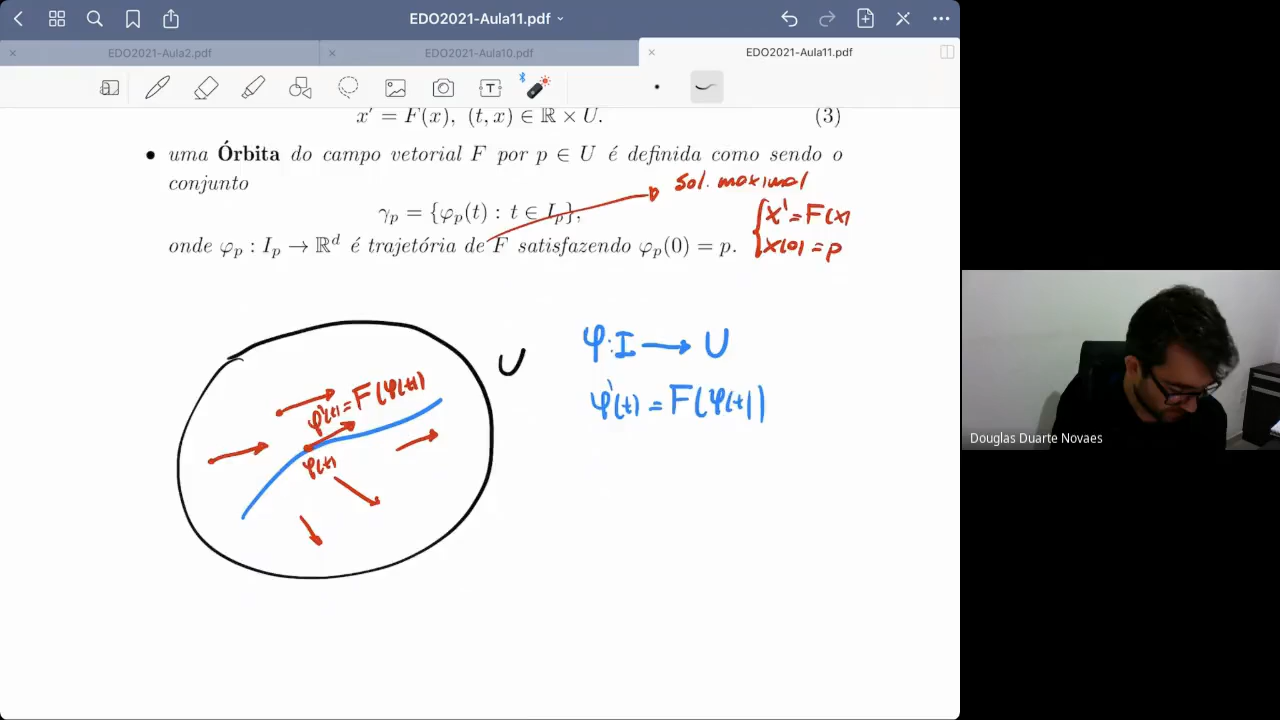 EDO2021-Aula11.pdf
EDO2021-Aula2.pdf
EDO2021-Aula10.pdf
EDO2021-Aula11.pdf
x′ = F(x), (t, x) ∈ ℝ × U. (3)
• uma Órbita do campo vetorial F por p ∈ U é definida como sendo o
conjunto
sol. maximal
γₚ = {φₚ(t) : t ∈ Iₚ},
{x' = F(x)
onde φₚ : Iₚ → ℝᵈ é trajetória de F satisfazendo φₚ(0) = p.
x(0) = p
φ: I → U
U
φ'(t) = F(φ(t))
φ'(t) = F(φ(t))
φ(t)
Douglas Duarte Novaes